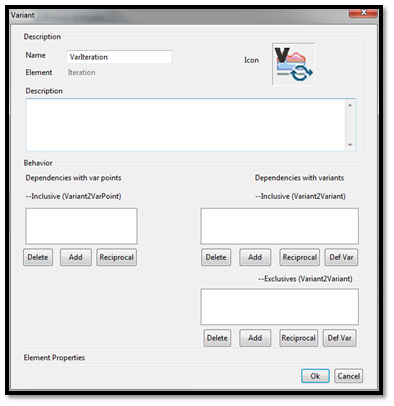 Variant
Description
Name VarIteration Icon
Element Iteration
Description
Behavior
Dependencies with var points Dependencies with variants
--Inclusive (Variant2VarPoint) --Inclusive (Variant2Variant)
Delete Add Reciprocal Delete Add Reciprocal Def Var
--Exclusives (Variant2Variant)
Delete Add Reciprocal Def Var
Element Properties
Ok Cancel